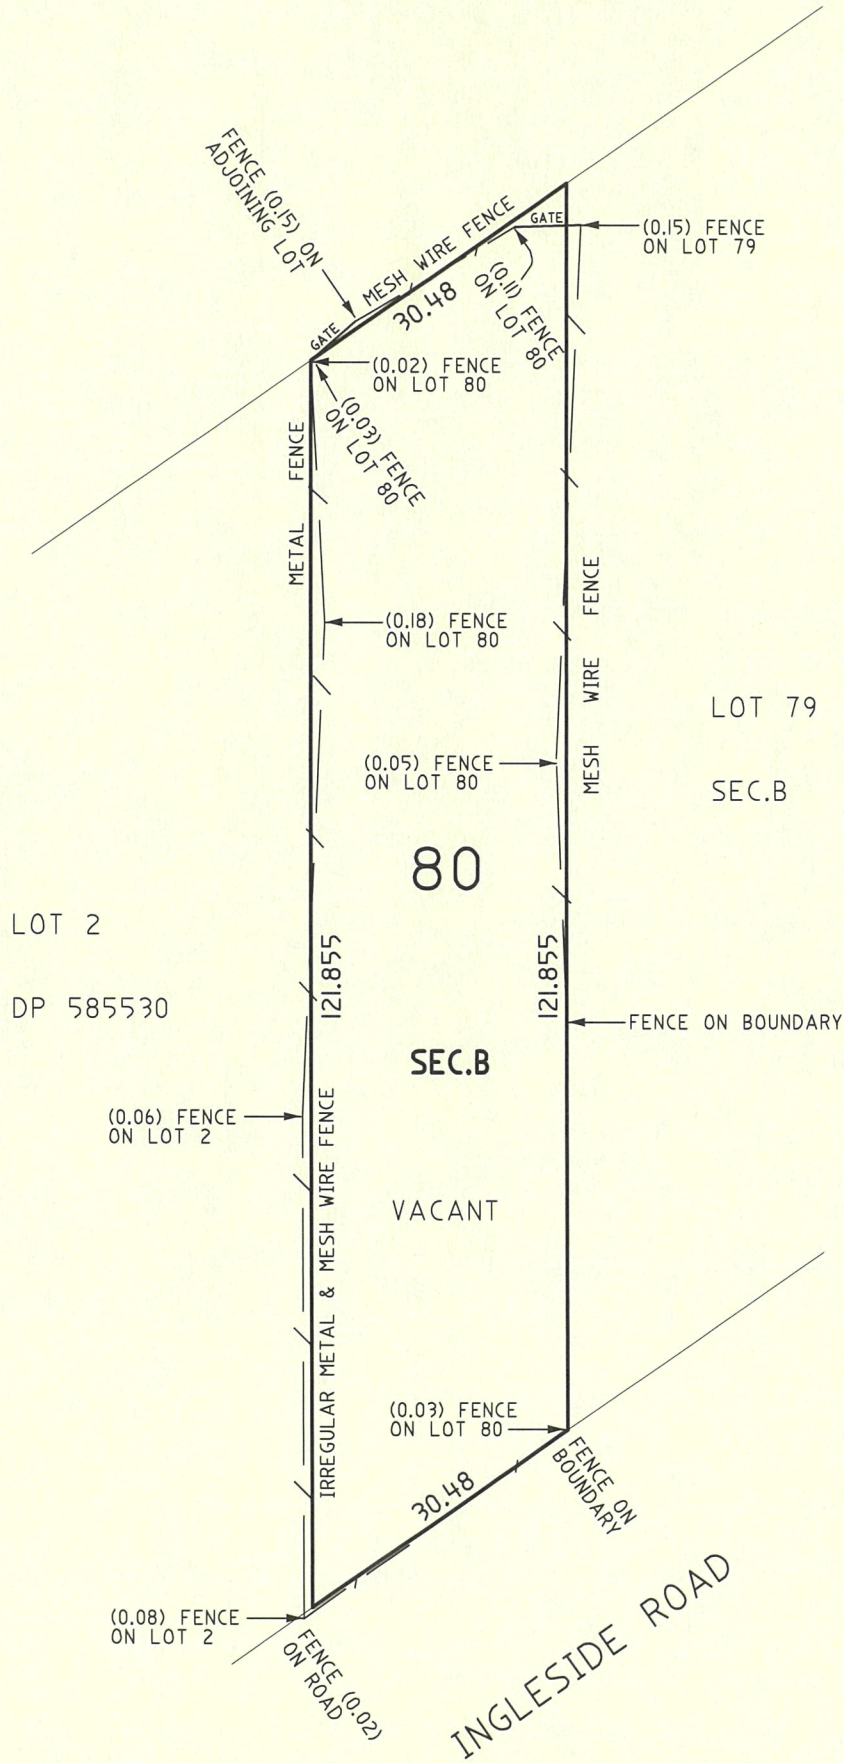 FENCE (0.15) ON
ADJOINING LOT
MESH WIRE FENCE
GATE
(0.15) FENCE
ON LOT 79
30.48
(0.11) FENCE
ON LOT 80
GATE
(0.02) FENCE
ON LOT 80
(0.03) FENCE
ON LOT 80
METAL FENCE
(0.18) FENCE
ON LOT 80
MESH WIRE FENCE
LOT 79
SEC.B
(0.05) FENCE
ON LOT 80
80
LOT 2
DP 585530
121.855
121.855
FENCE ON BOUNDARY
SEC.B
(0.06) FENCE
ON LOT 2
IRREGULAR METAL & MESH WIRE FENCE
VACANT
(0.03) FENCE
ON LOT 80
FENCE ON
BOUNDARY
30.48
(0.08) FENCE
ON LOT 2
FENCE (0.02)
ON ROAD
INGLESIDE ROAD